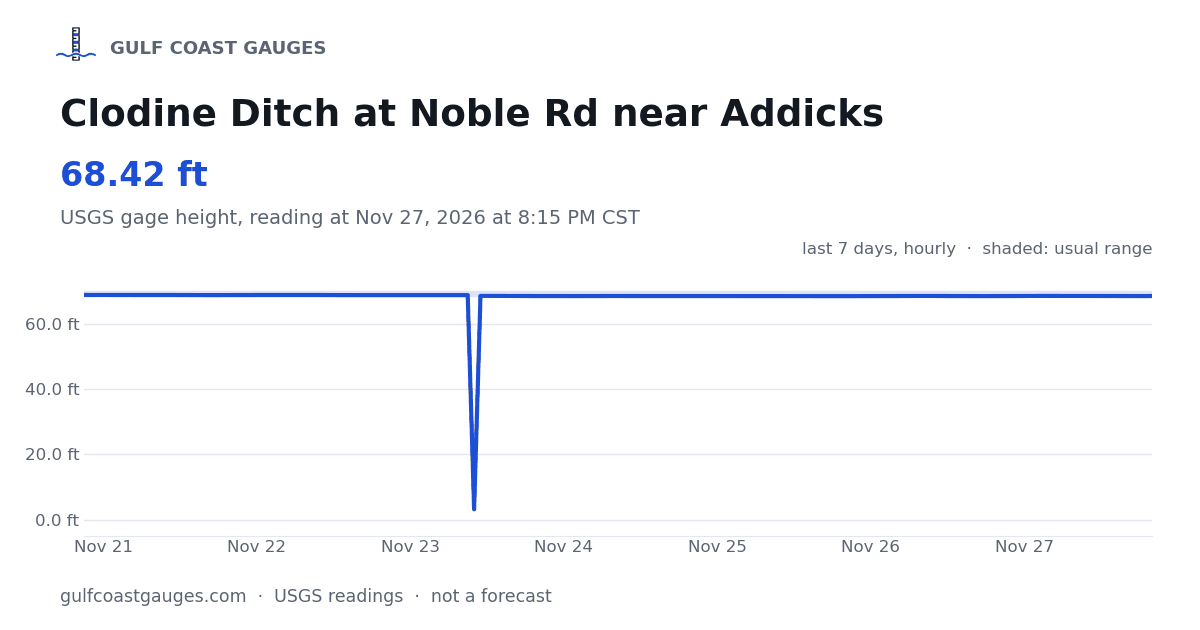 GULF COAST GAUGES
Clodine Ditch at Noble Rd near Addicks
68.42 ft
USGS gage height, reading at Nov 27, 2026 at 8:15 PM CST
last 7 days, hourly · shaded: usual range
60.0 ft
40.0 ft
20.0 ft
0.0 ft
Nov 21 Nov 22 Nov 23 Nov 24 Nov 25 Nov 26 Nov 27
gulfcoastgauges.com · USGS readings · not a forecast